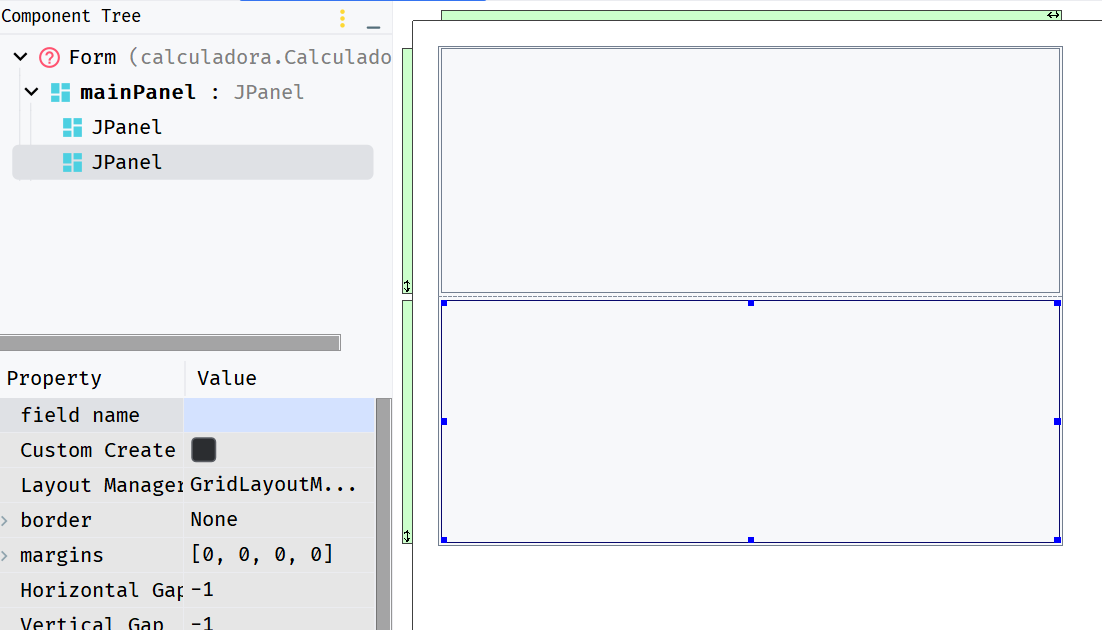 Component Tree
Form (calculadora.Calculado
mainPanel : JPanel
JPanel
JPanel
Property Value
field name
Custom Create
Layout Manager GridLayoutM...
border None
margins [0, 0, 0, 0]
Horizontal Gap -1
Vertical Gap -1